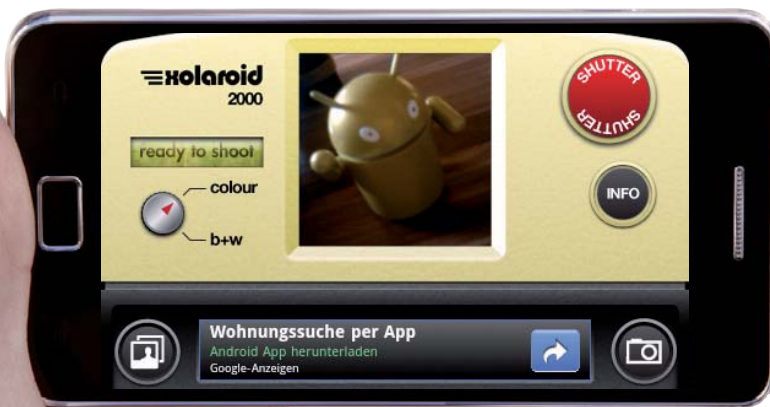 xolaroid
2000
ready to shoot
colour
b+w
SHUTTER
SHUTTER
INFO
Wohnungssuche per App
Android App herunterladen
Google-Anzeigen